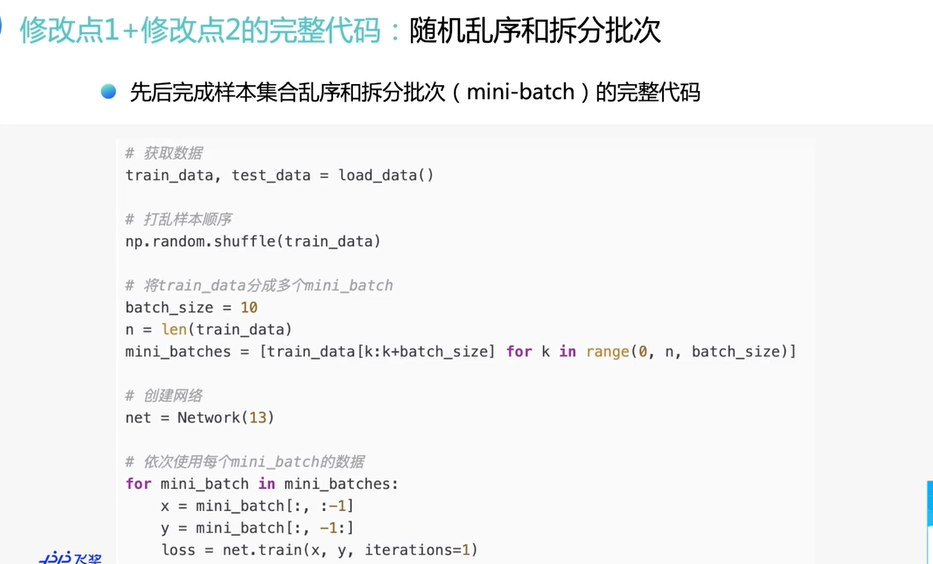 修改点1+修改点2的完整代码：随机乱序和拆分批次
先后完成样本集合乱序和拆分批次（mini-batch）的完整代码
# 获取数据
train_data, test_data = load_data()
# 打乱样本顺序
np.random.shuffle(train_data)
# 将train_data分成多个mini_batch
batch_size = 10
n = len(train_data)
mini_batches = [train_data[k:k+batch_size] for k in range(0, n, batch_size)]
# 创建网络
net = Network(13)
# 依次使用每个mini_batch的数据
for mini_batch in mini_batches:
    x = mini_batch[:, :-1]
    y = mini_batch[:, -1:]
    loss = net.train(x, y, iterations=1)
飞桨